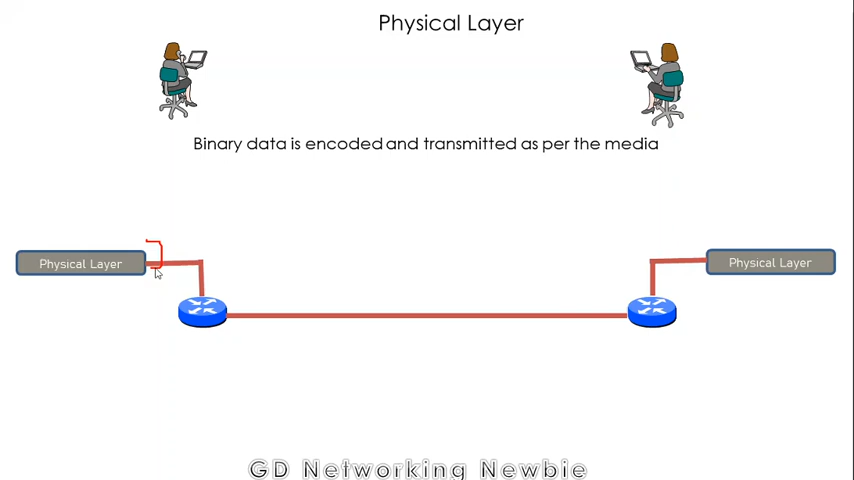 Physical Layer
Binary data is encoded and transmitted as per the media
Physical Layer
Physical Layer
GD Networking Newbie